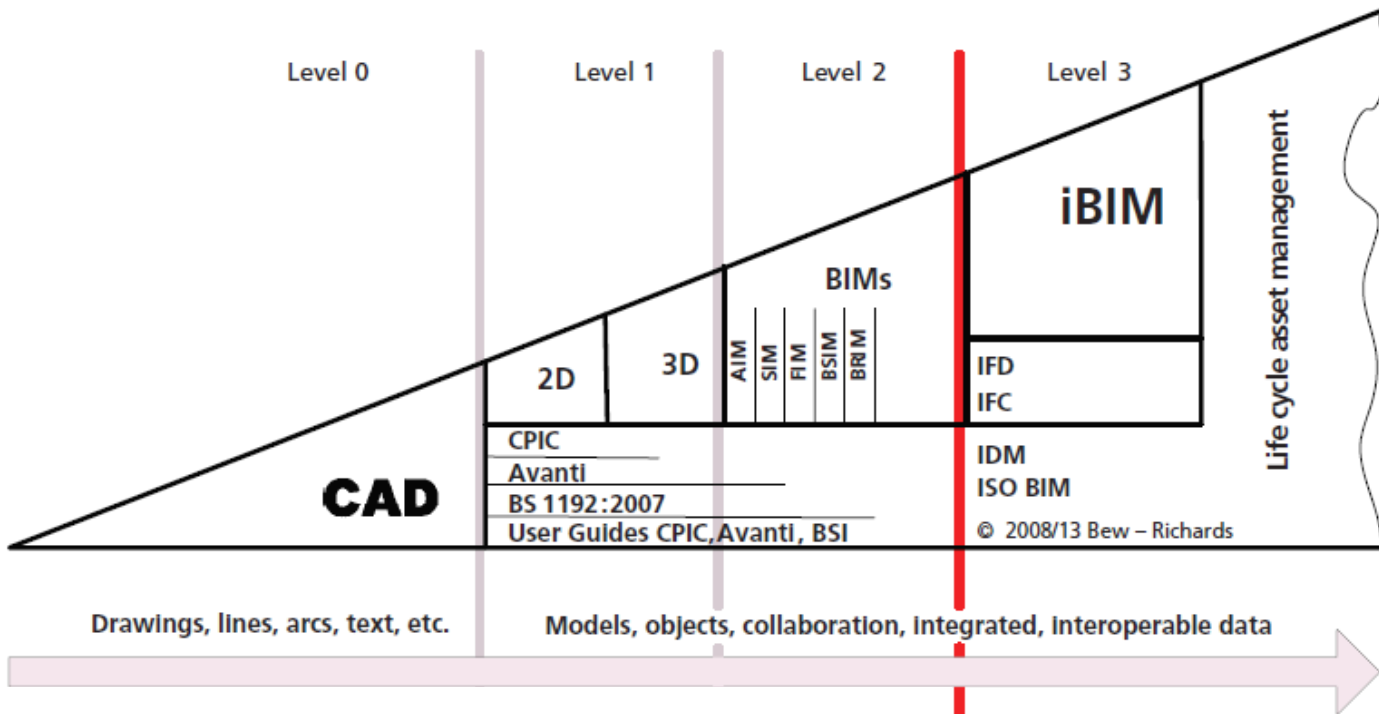 Level 0
Level 1
Level 2
Level 3
iBIM
Life cycle asset management
BIMs
2D
3D
AIM
SIM
FIM
BSIM
BRIM
IFD
IFC
CAD
CPIC
Avanti
BS 1192:2007
User Guides CPIC, Avanti, BSI
IDM
ISO BIM
© 2008/13 Bew – Richards
Drawings, lines, arcs, text, etc.
Models, objects, collaboration, integrated, interoperable data